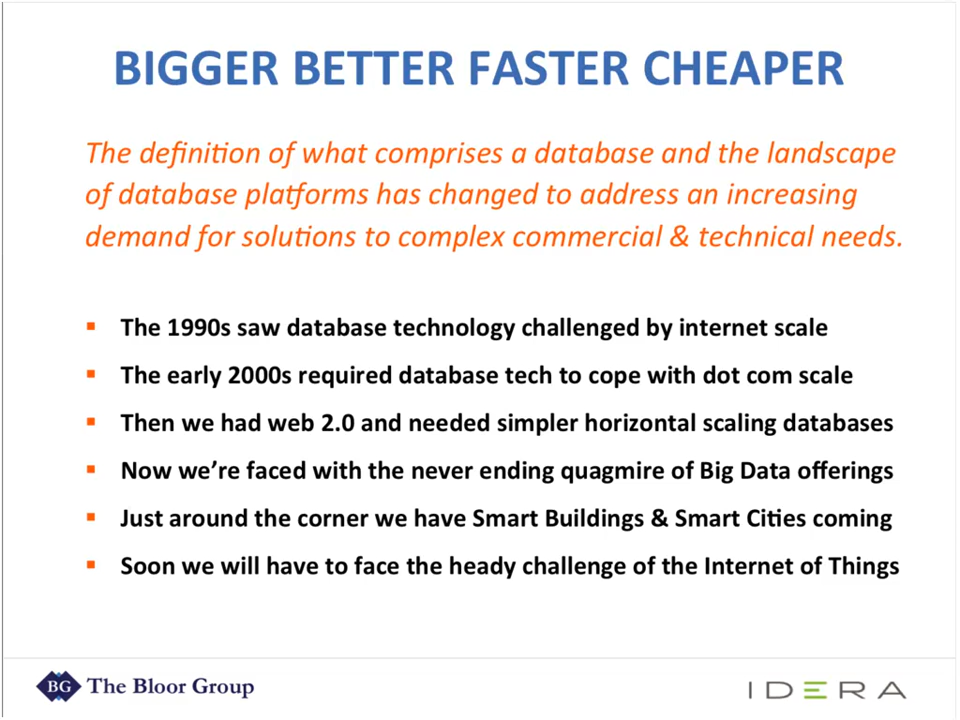 BIGGER BETTER FASTER CHEAPER
The definition of what comprises a database and the landscape
of database platforms has changed to address an increasing
demand for solutions to complex commercial & technical needs.
▪ The 1990s saw database technology challenged by internet scale
▪ The early 2000s required database tech to cope with dot com scale
▪ Then we had web 2.0 and needed simpler horizontal scaling databases
▪ Now we're faced with the never ending quagmire of Big Data offerings
▪ Just around the corner we have Smart Buildings & Smart Cities coming
▪ Soon we will have to face the heady challenge of the Internet of Things
BG The Bloor Group
IDERA